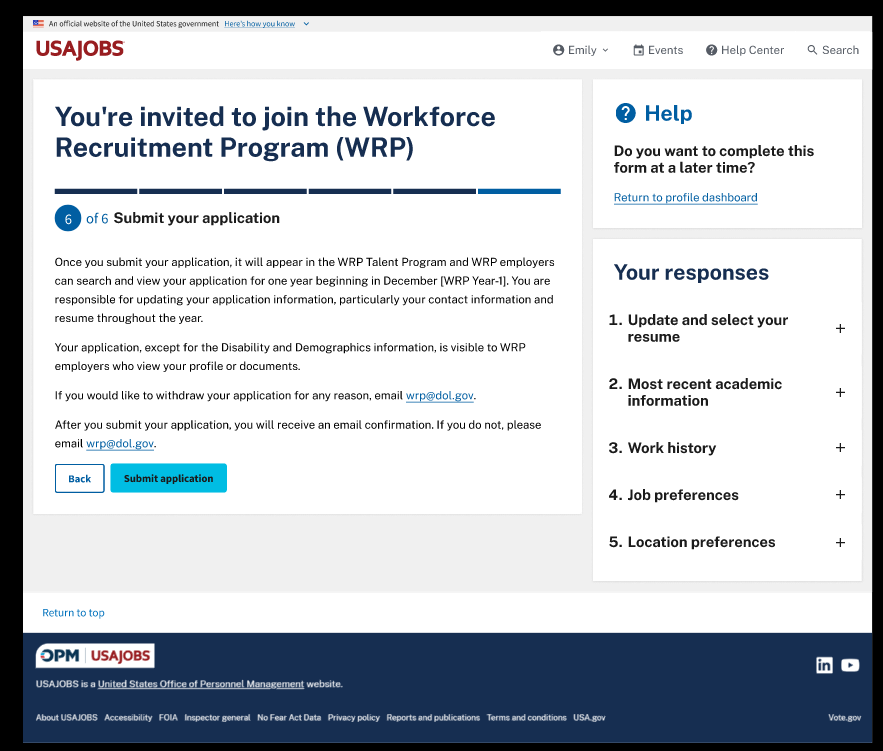 An official website of the United States government Here's how you know
USAJOBS
Emily Events Help Center Search
You're invited to join the Workforce
Recruitment Program (WRP)
6 of 6 Submit your application
Once you submit your application, it will appear in the WRP Talent Program and WRP employers
can search and view your application for one year beginning in December [WRP Year-1]. You are
responsible for updating your application information, particularly your contact information and
resume throughout the year.
Your application, except for the Disability and Demographics information, is visible to WRP
employers who view your profile or documents.
If you would like to withdraw your application for any reason, email wrp@dol.gov.
After you submit your application, you will receive an email confirmation. If you do not, please
email wrp@dol.gov.
Back Submit application
Help
Do you want to complete this
form at a later time?
Return to profile dashboard
Your responses
1. Update and select your
resume
2. Most recent academic
information
3. Work history
4. Job preferences
5. Location preferences
Return to top
OPM USAJOBS
USAJOBS is a United States Office of Personnel Management website.
About USAJOBS Accessibility FOIA Inspector general No Fear Act Data Privacy policy Reports and publications Terms and conditions USA.gov Vote.gov